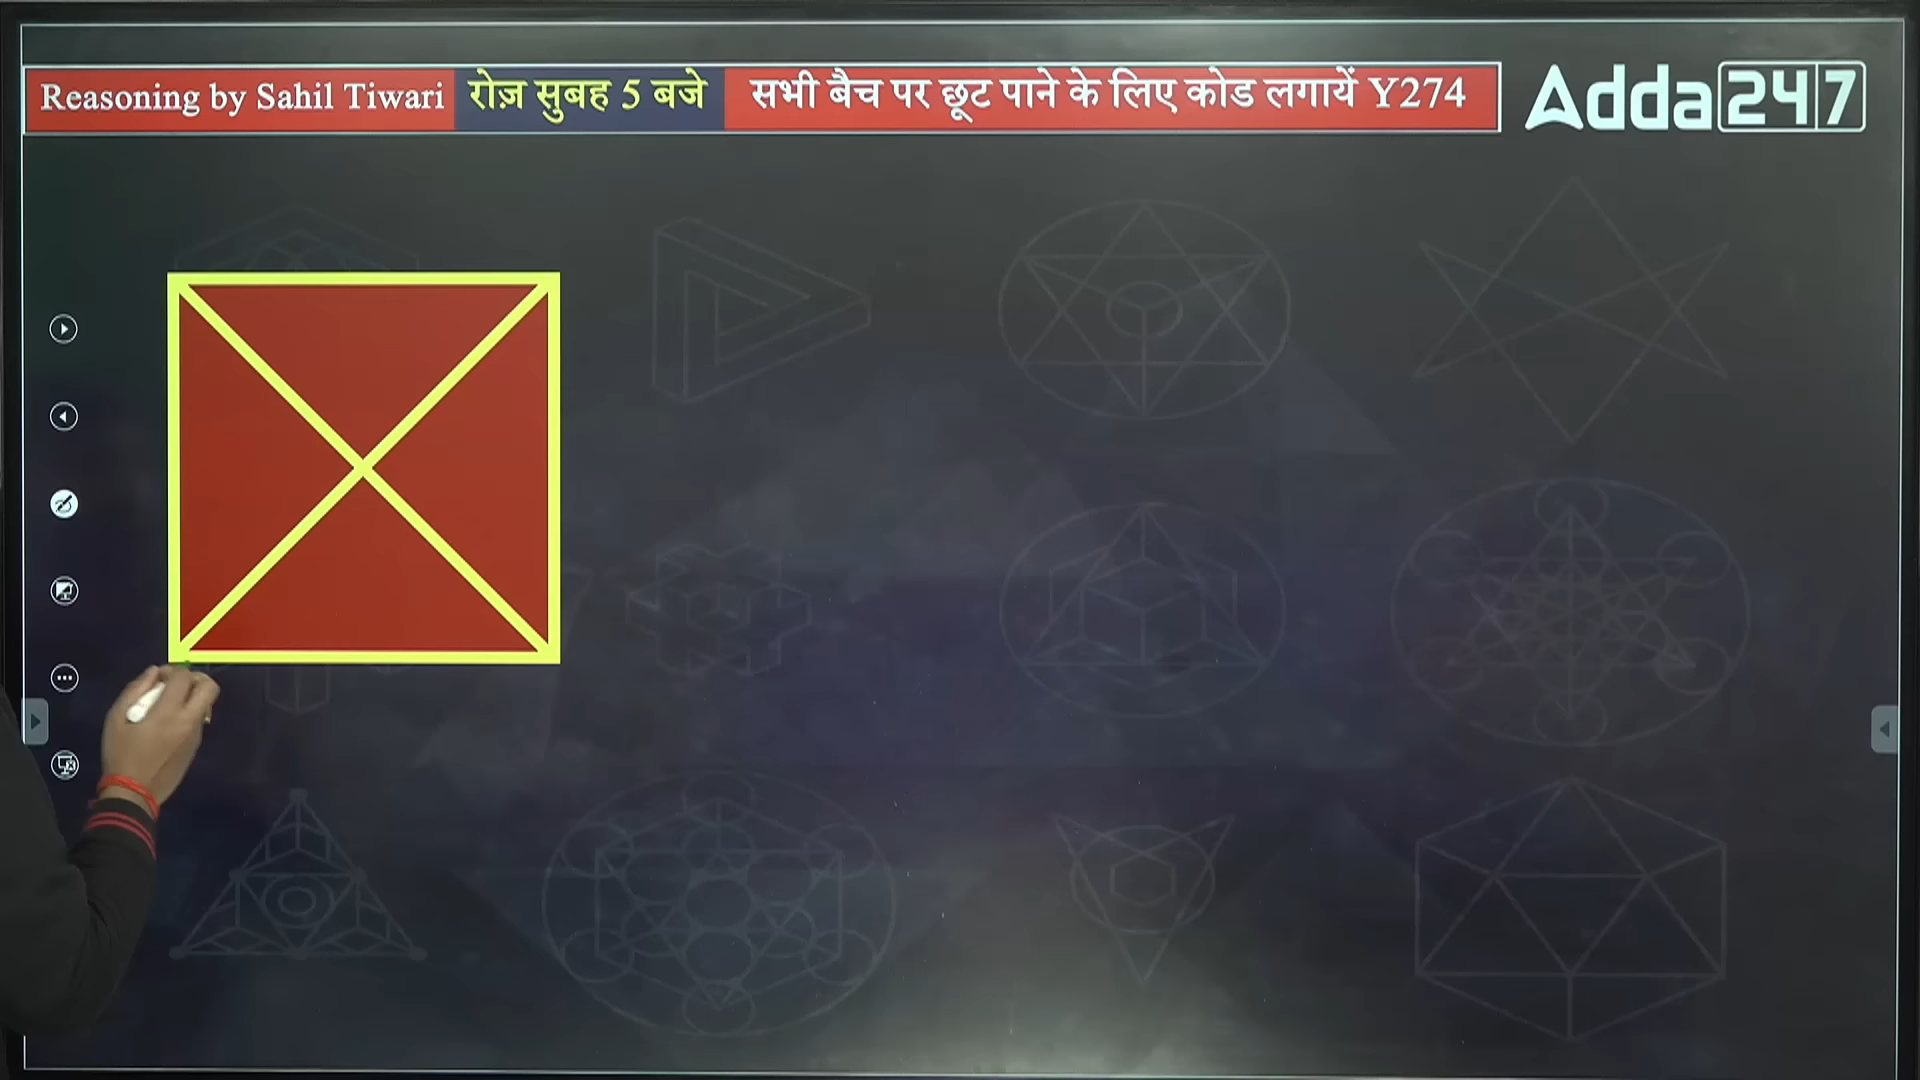 Reasoning by Sahil Tiwari रोज़ सुबह 5 बजे सभी बैच पर छूट पाने के लिए कोड लगायें Y274 Adda247